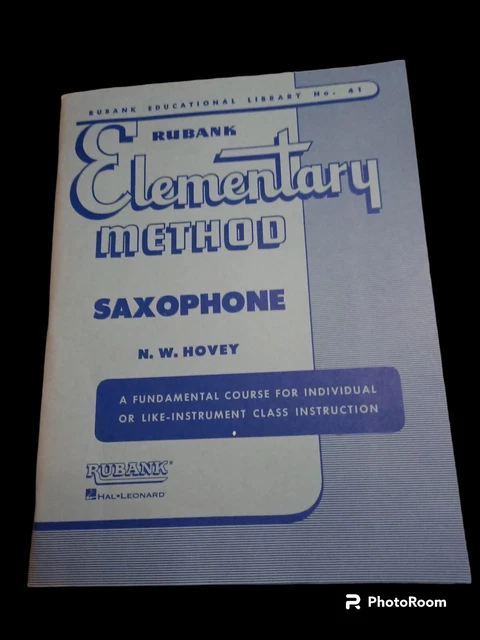 RUBANK EDUCATIONAL LIBRARY No. 41
RUBANK
Elementary
METHOD
SAXOPHONE
N. W. HOVEY
A FUNDAMENTAL COURSE FOR INDIVIDUAL
OR LIKE-INSTRUMENT CLASS INSTRUCTION
RUBANK®
HAL•LEONARD®
PhotoRoom